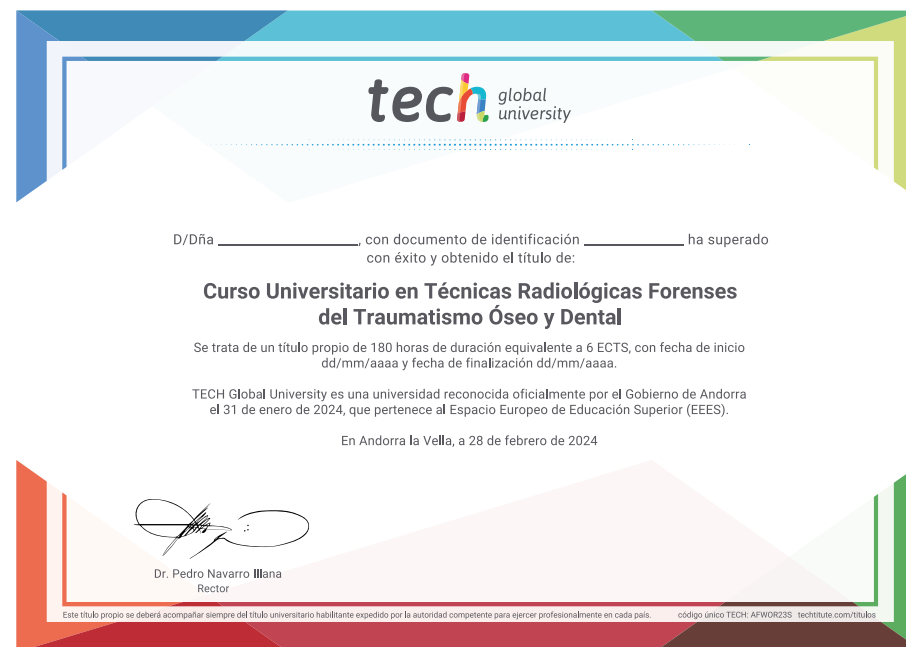 tech global university
D/Dña ____________, con documento de identificación ____________ ha superado
con éxito y obtenido el título de:
Curso Universitario en Técnicas Radiológicas Forenses
del Traumatismo Óseo y Dental
Se trata de un título propio de 180 horas de duración equivalente a 6 ECTS, con fecha de inicio
dd/mm/aaaa y fecha de finalización dd/mm/aaaa.
TECH Global University es una universidad reconocida oficialmente por el Gobierno de Andorra
el 31 de enero de 2024, que pertenece al Espacio Europeo de Educación Superior (EEES).
En Andorra la Vella, a 28 de febrero de 2024
Dr. Pedro Navarro Illana
Rector
Este título propio se deberá acompañar siempre del título universitario habilitante expedido por la autoridad competente para ejercer profesionalmente en cada país. código único TECH: AFWOR23S techtitute.com/titulos